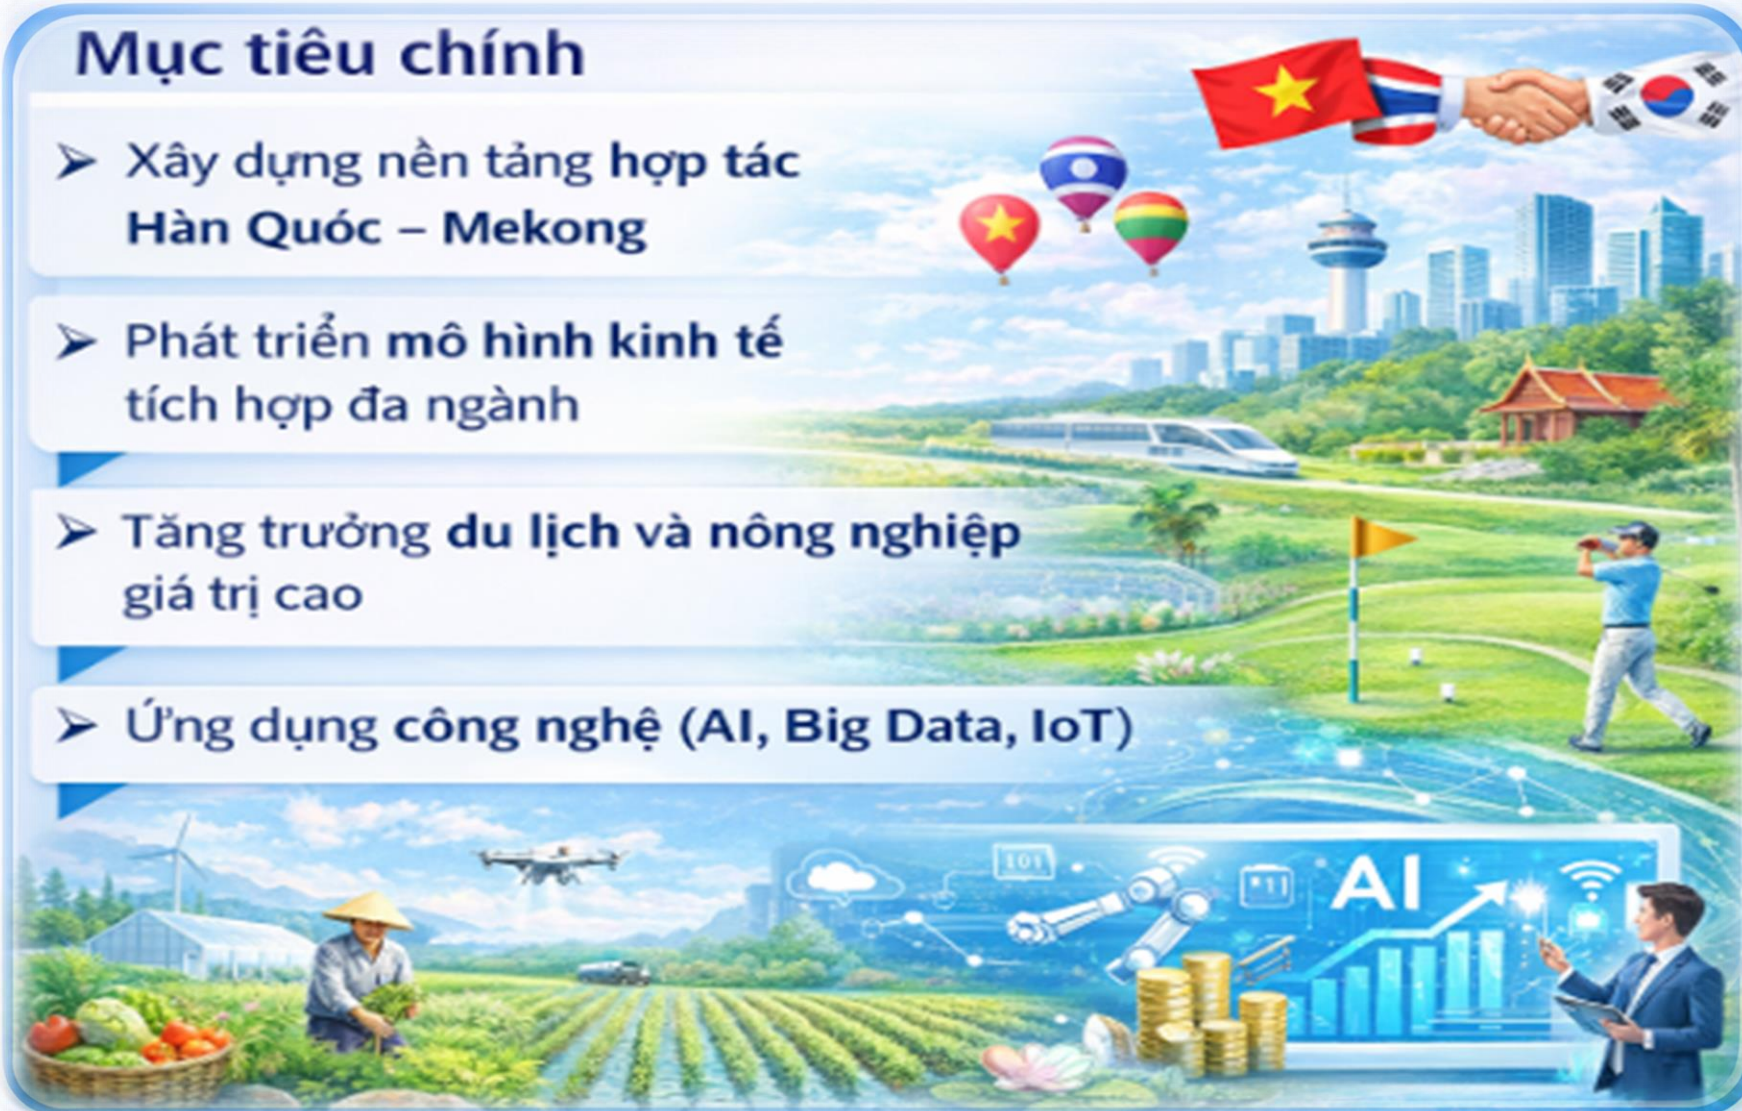 Mục tiêu chính
Xây dựng nền tảng hợp tác
Hàn Quóc – Mekong
Phát triển mô hình kinh tế
tích hợp đa ngành
Tăng trưởng du lịch và nông nghiệp
giá trị cao
Ứng dụng công nghệ (AI, Big Data, IoT)
101
AI